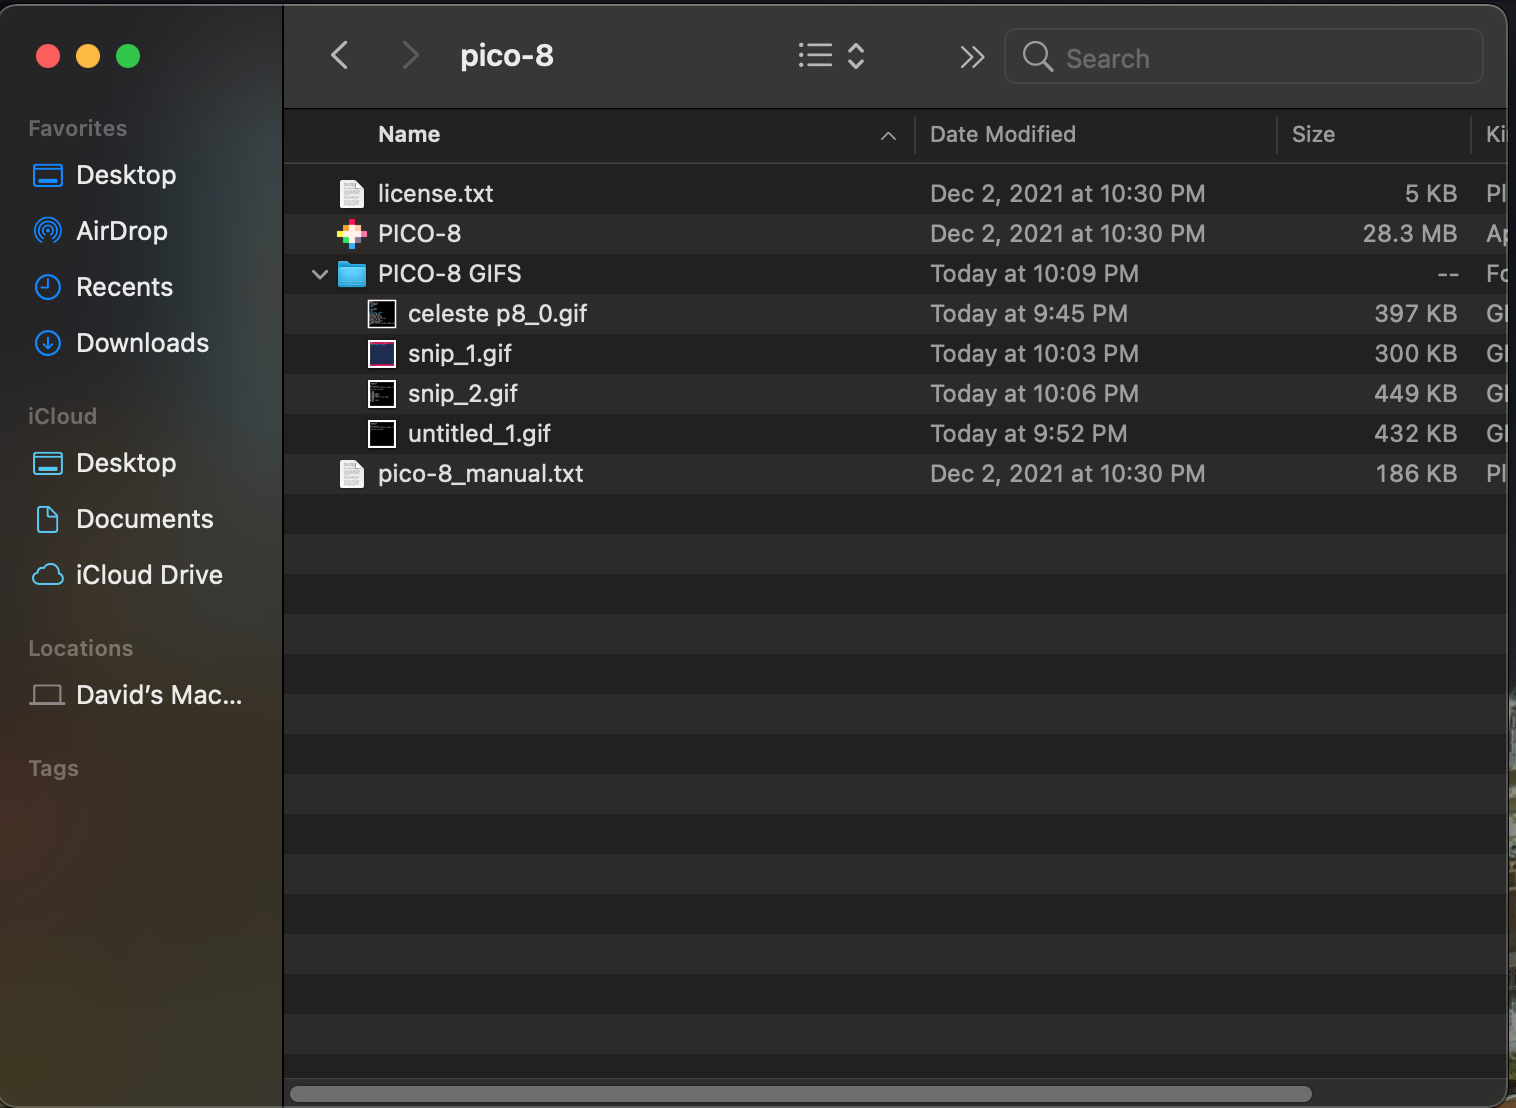 pico-8
Search
Favorites
Desktop
AirDrop
Recents
Downloads
iCloud
Desktop
Documents
iCloud Drive
Locations
David's Mac...
Tags
Name Date Modified Size Ki
license.txt Dec 2, 2021 at 10:30 PM 5 KB Pl
PICO-8 Dec 2, 2021 at 10:30 PM 28.3 MB Ap
PICO-8 GIFS Today at 10:09 PM -- Fo
celeste p8_0.gif Today at 9:45 PM 397 KB GI
snip_1.gif Today at 10:03 PM 300 KB GI
snip_2.gif Today at 10:06 PM 449 KB GI
untitled_1.gif Today at 9:52 PM 432 KB GI
pico-8_manual.txt Dec 2, 2021 at 10:30 PM 186 KB Pl